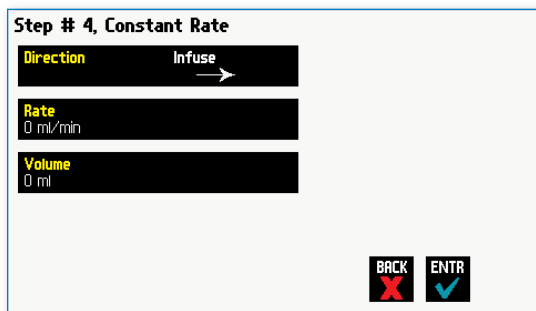 Step # 4, Constant Rate
Direction Infuse
Rate
0 ml/min
Volume
0 ml
BACK ENTR